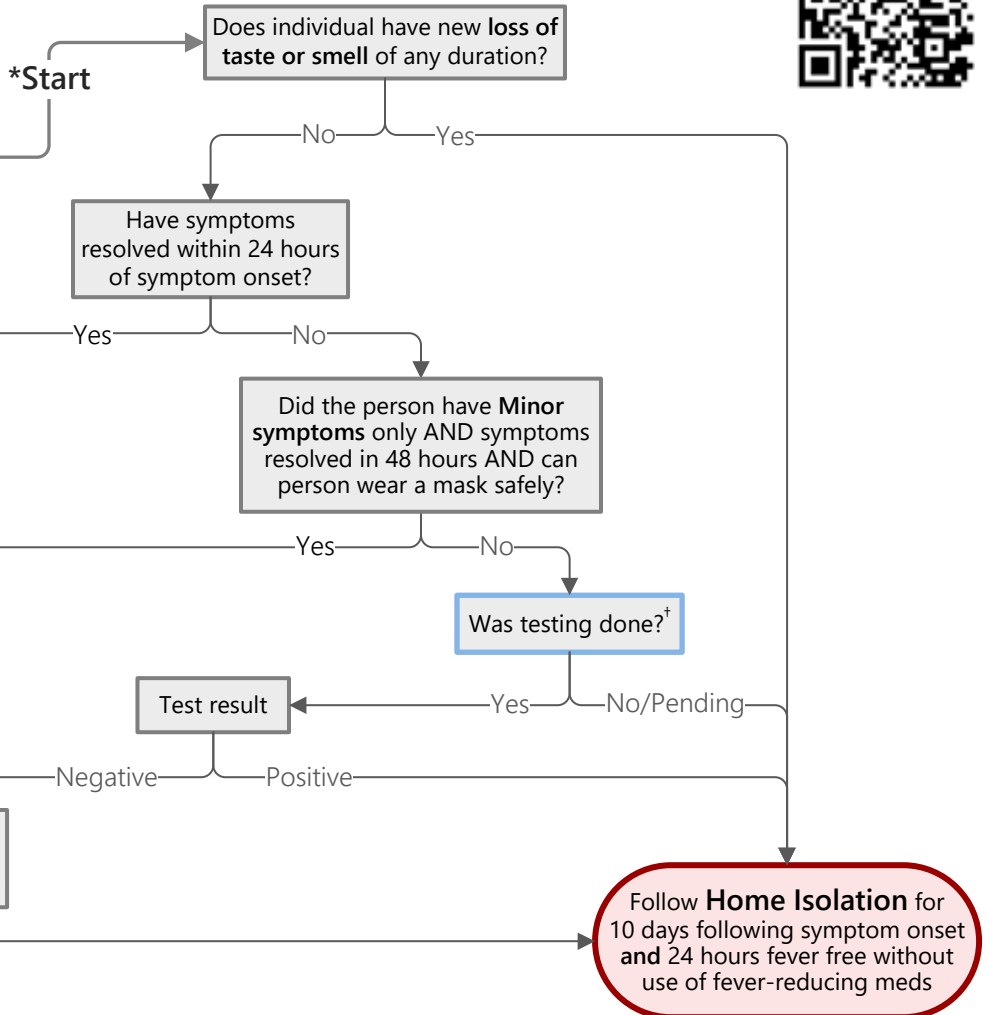 Does individual have new loss of
taste or smell of any duration?
*Start
No
Yes
Have symptoms
resolved within 24 hours
of symptom onset?
Yes
No
Did the person have Minor
symptoms only AND symptoms
resolved in 48 hours AND can
person wear a mask safely?
Yes
No
Was testing done?†
Test result
Yes
No/Pending
Negative
Positive
Follow Home Isolation for
10 days following symptom onset
and 24 hours fever free without
use of fever-reducing meds